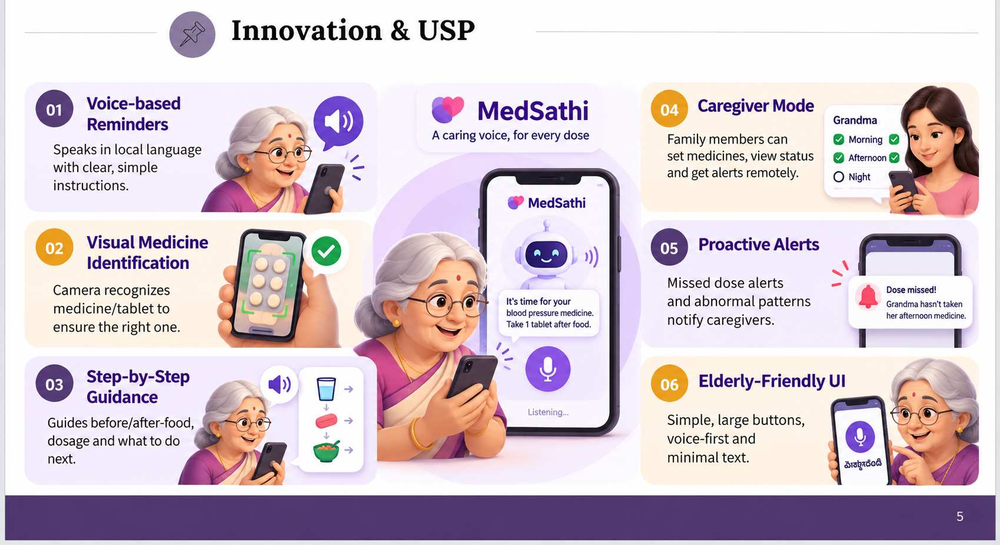 Innovation & USP
01
Voice-based
Reminders
Speaks in local language
with clear, simple
instructions.
02
Visual Medicine
Identification
Camera recognizes
medicine/tablet to
ensure the right one.
03
Step-by-Step
Guidance
Guides before/after-food,
dosage and what to do
next.
MedSathi
A caring voice, for every dose
MedSathi
It's time for your
blood pressure medicine.
Take 1 tablet after food.
Listening...
04
Caregiver Mode
Family members can
set medicines, view status
and get alerts remotely.
Grandma
Morning
Afternoon
Night
05
Proactive Alerts
Missed dose alerts
and abnormal patterns
notify caregivers.
Dose missed!
Grandma hasn't taken
her afternoon medicine.
06
Elderly-Friendly UI
Simple, large buttons,
voice-first and
minimal text.
5